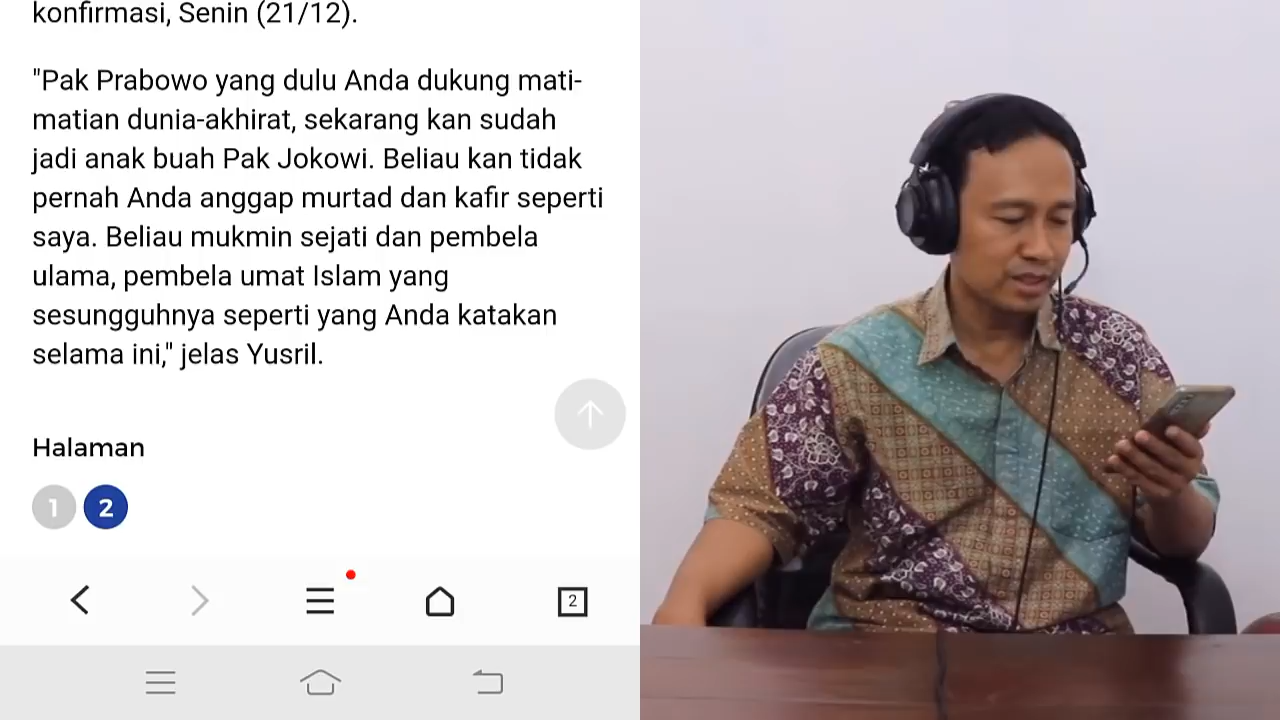 konfirmasi, Senin (21/12).
"Pak Prabowo yang dulu Anda dukung mati-
matian dunia-akhirat, sekarang kan sudah
jadi anak buah Pak Jokowi. Beliau kan tidak
pernah Anda anggap murtad dan kafir seperti
saya. Beliau mukmin sejati dan pembela
ulama, pembela umat Islam yang
sesungguhnya seperti yang Anda katakan
selama ini," jelas Yusril.
Halaman
1 2
2